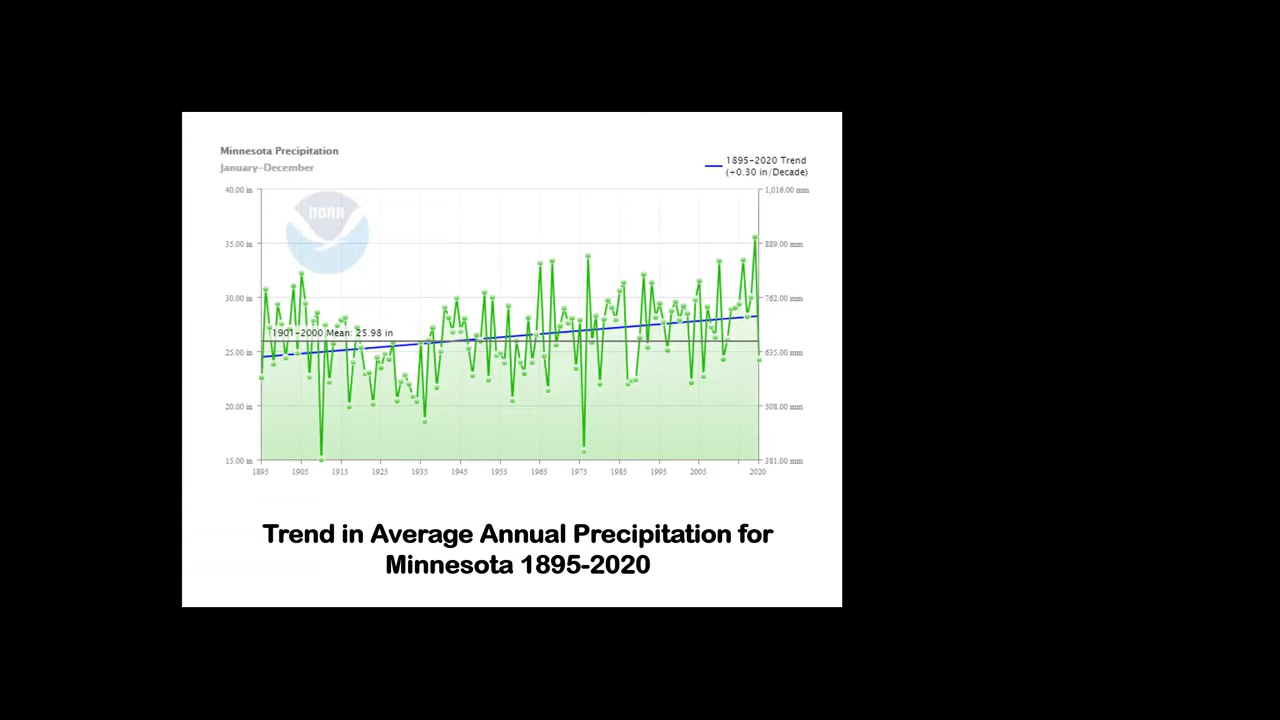 Minnesota Precipitation
January–December
1895–2020 Trend
(+0.30 in/Decade)
40.00 in
1,016.00 mm
NOAA
35.00 in
889.00 mm
30.00 in
762.00 mm
1901–2000 Mean: 25.98 in
25.00 in
635.00 mm
20.00 in
508.00 mm
15.00 in
381.00 mm
1895 1905 1915 1925 1935 1945 1955 1965 1975 1985 1995 2005 2020
Trend in Average Annual Precipitation for
Minnesota 1895-2020